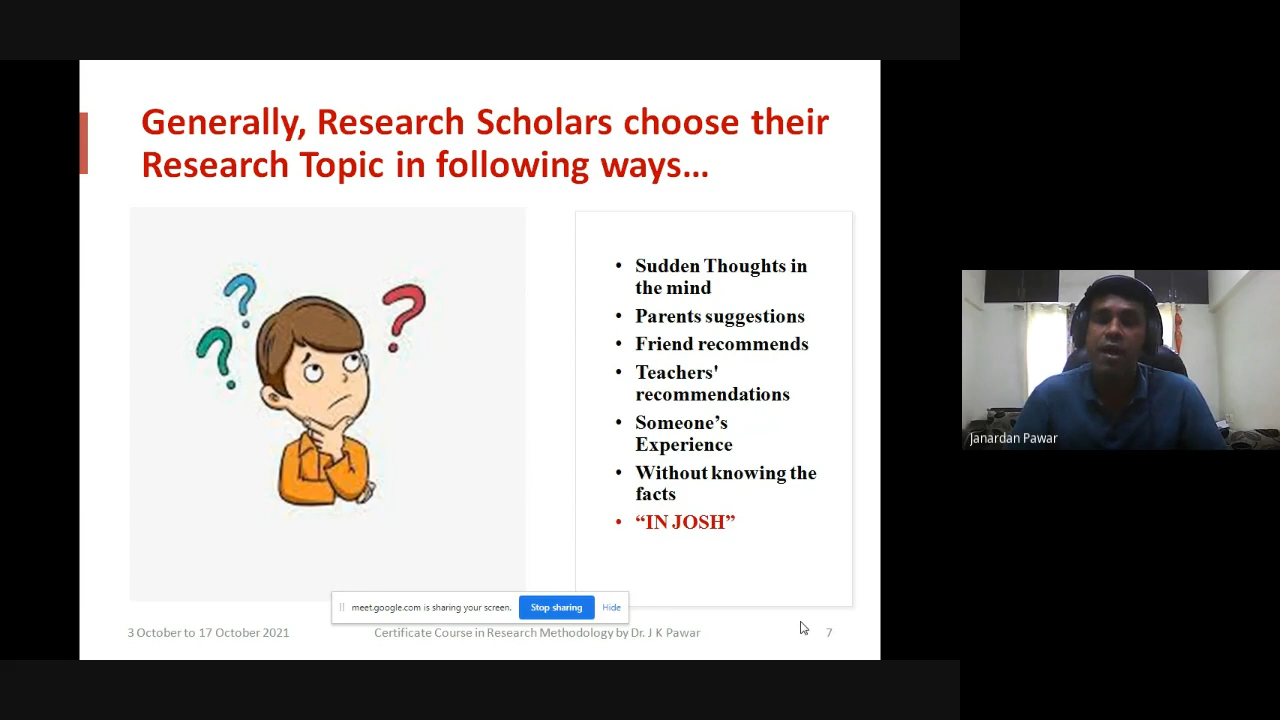 Generally, Research Scholars choose their
Research Topic in following ways...
? ? ?
• Sudden Thoughts in
the mind
• Parents suggestions
• Friend recommends
• Teachers'
recommendations
• Someone’s
Experience
• Without knowing the
facts
• “IN JOSH”
meet.google.com is sharing your screen. Stop sharing Hide
3 October to 17 October 2021 Certificate Course in Research Methodology by Dr. J K Pawar 7
Janardan Pawar